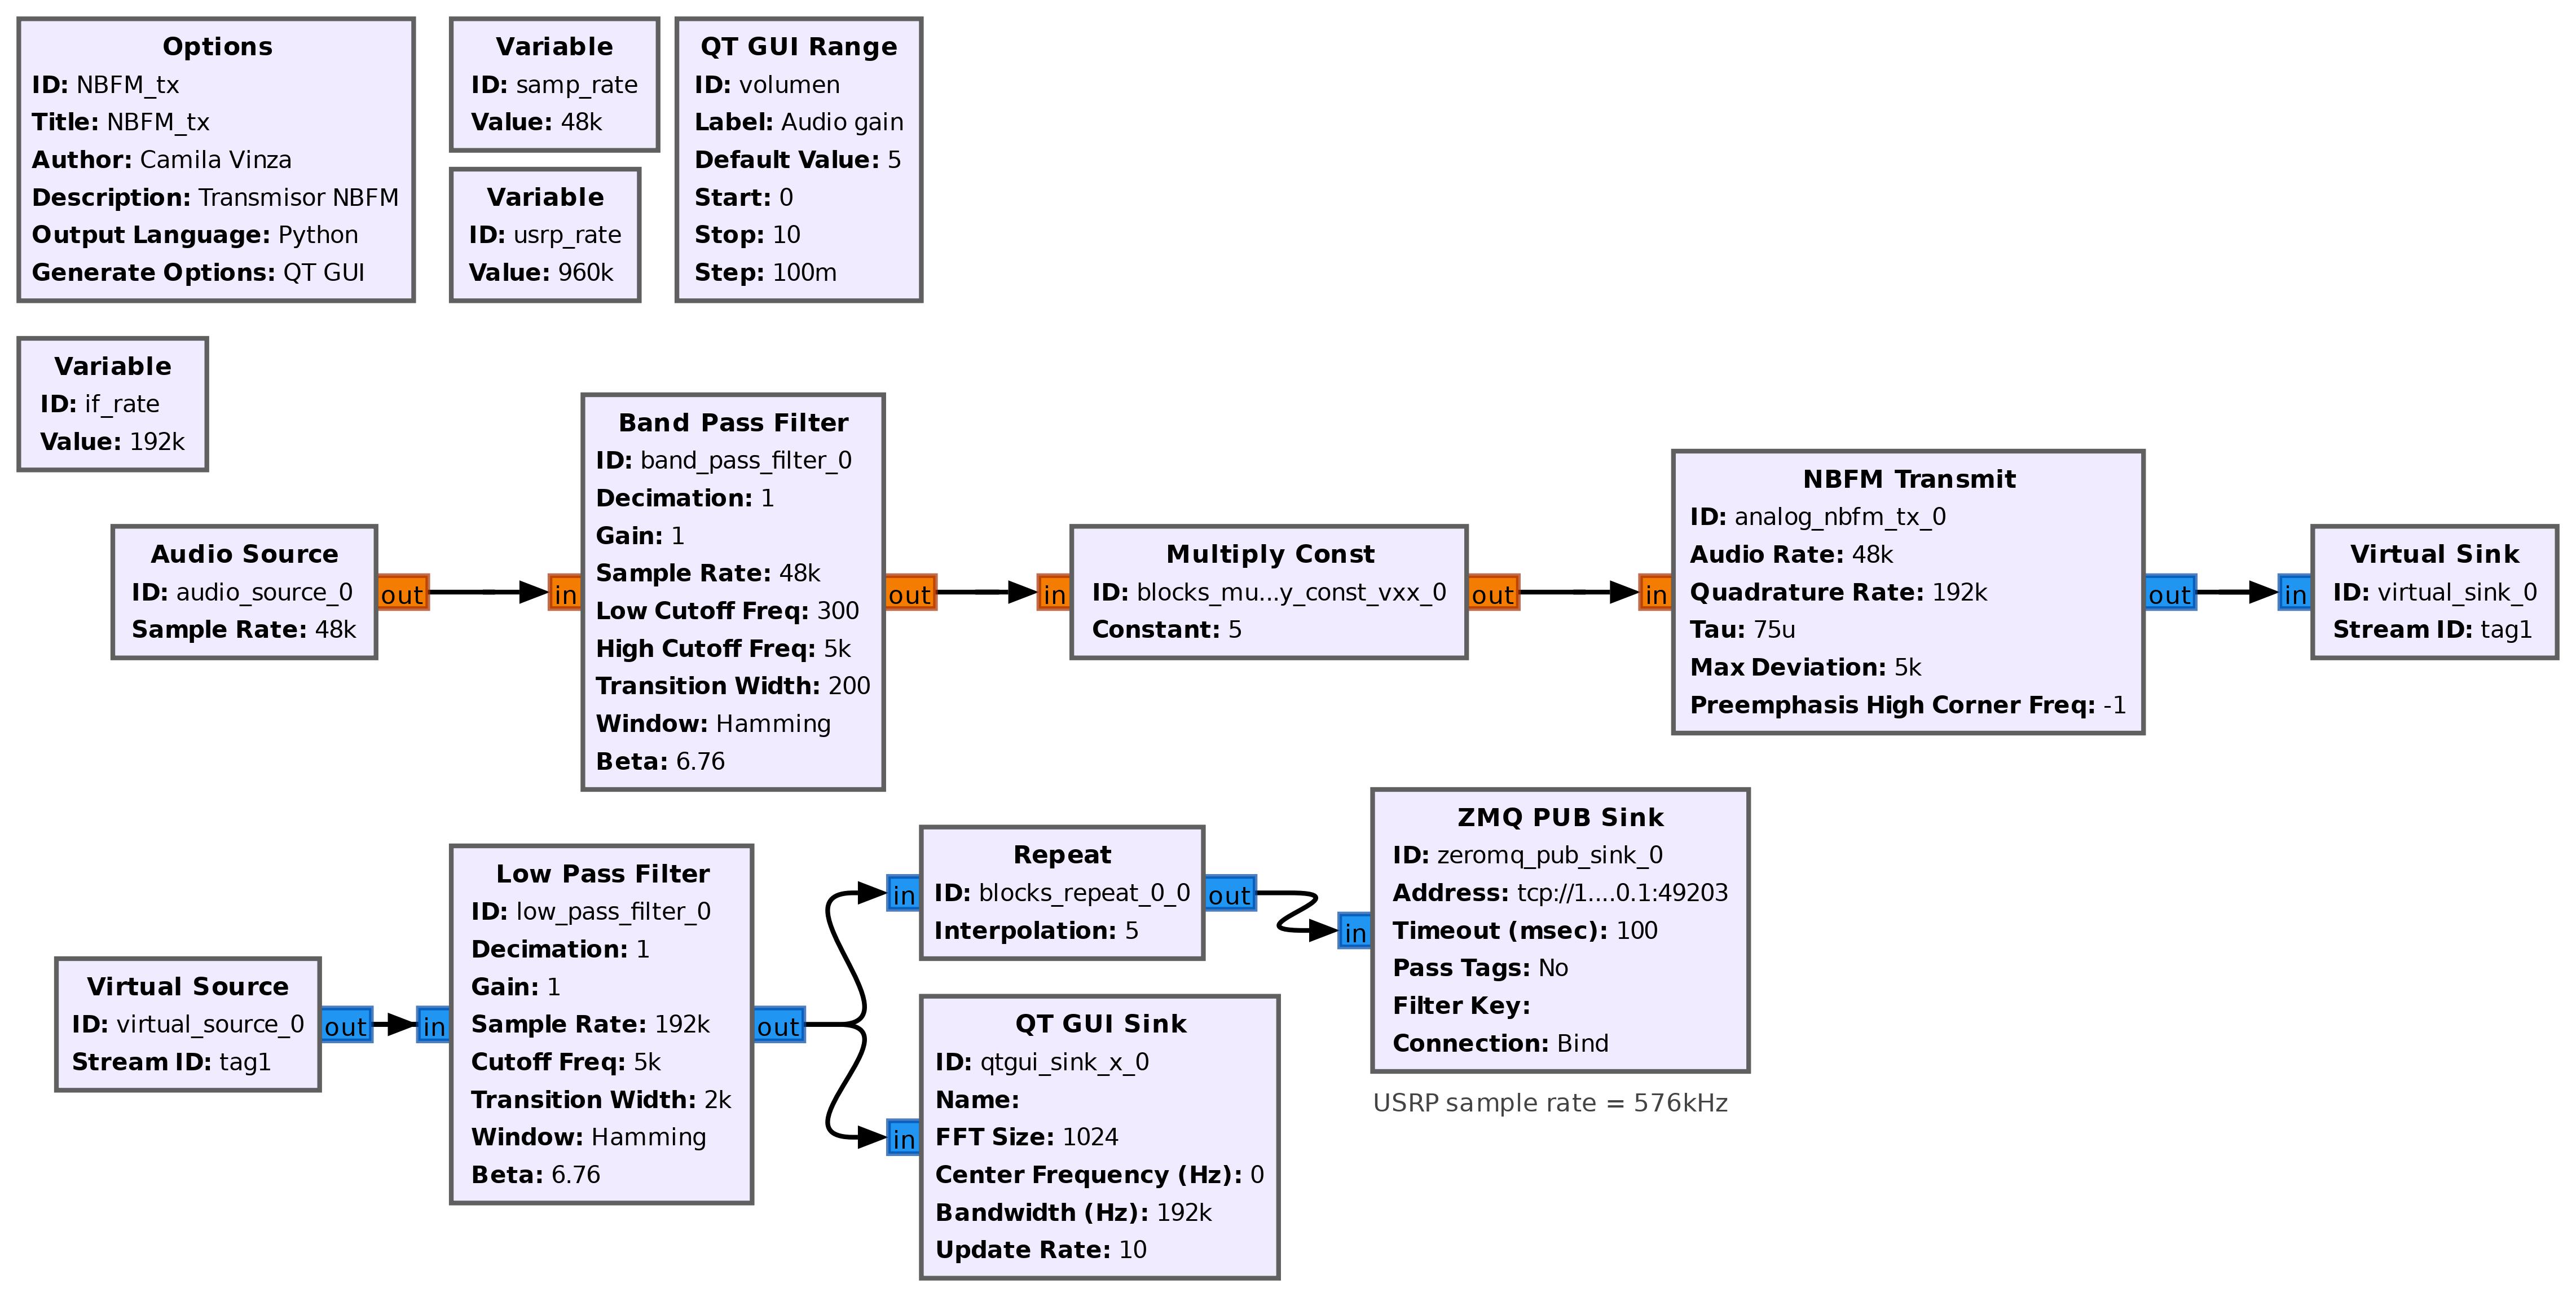 Options
ID: NBFM_tx
Title: NBFM_tx
Author: Camila Vinza
Description: Transmisor NBFM
Output Language: Python
Generate Options: QT GUI
Variable
ID: samp_rate
Value: 48k
Variable
ID: usrp_rate
Value: 960k
QT GUI Range
ID: volumen
Label: Audio gain
Default Value: 5
Start: 0
Stop: 10
Step: 100m
Variable
ID: if_rate
Value: 192k
Audio Source
ID: audio_source_0
Sample Rate: 48k
out
in
Band Pass Filter
ID: band_pass_filter_0
Decimation: 1
Gain: 1
Sample Rate: 48k
Low Cutoff Freq: 300
High Cutoff Freq: 5k
Transition Width: 200
Window: Hamming
Beta: 6.76
out
in
Multiply Const
ID: blocks_mu...y_const_vxx_0
Constant: 5
out
in
NBFM Transmit
ID: analog_nbfm_tx_0
Audio Rate: 48k
Quadrature Rate: 192k
Tau: 75u
Max Deviation: 5k
Preemphasis High Corner Freq: -1
out
in
Virtual Sink
ID: virtual_sink_0
Stream ID: tag1
Virtual Source
ID: virtual_source_0
Stream ID: tag1
out
in
Low Pass Filter
ID: low_pass_filter_0
Decimation: 1
Gain: 1
Sample Rate: 192k
Cutoff Freq: 5k
Transition Width: 2k
Window: Hamming
Beta: 6.76
out
in
Repeat
ID: blocks_repeat_0_0
Interpolation: 5
out
in
ZMQ PUB Sink
ID: zeromq_pub_sink_0
Address: tcp://1....0.1:49203
Timeout (msec): 100
Pass Tags: No
Filter Key:
Connection: Bind
USRP sample rate = 576kHz
in
QT GUI Sink
ID: qtgui_sink_x_0
Name:
FFT Size: 1024
Center Frequency (Hz): 0
Bandwidth (Hz): 192k
Update Rate: 10